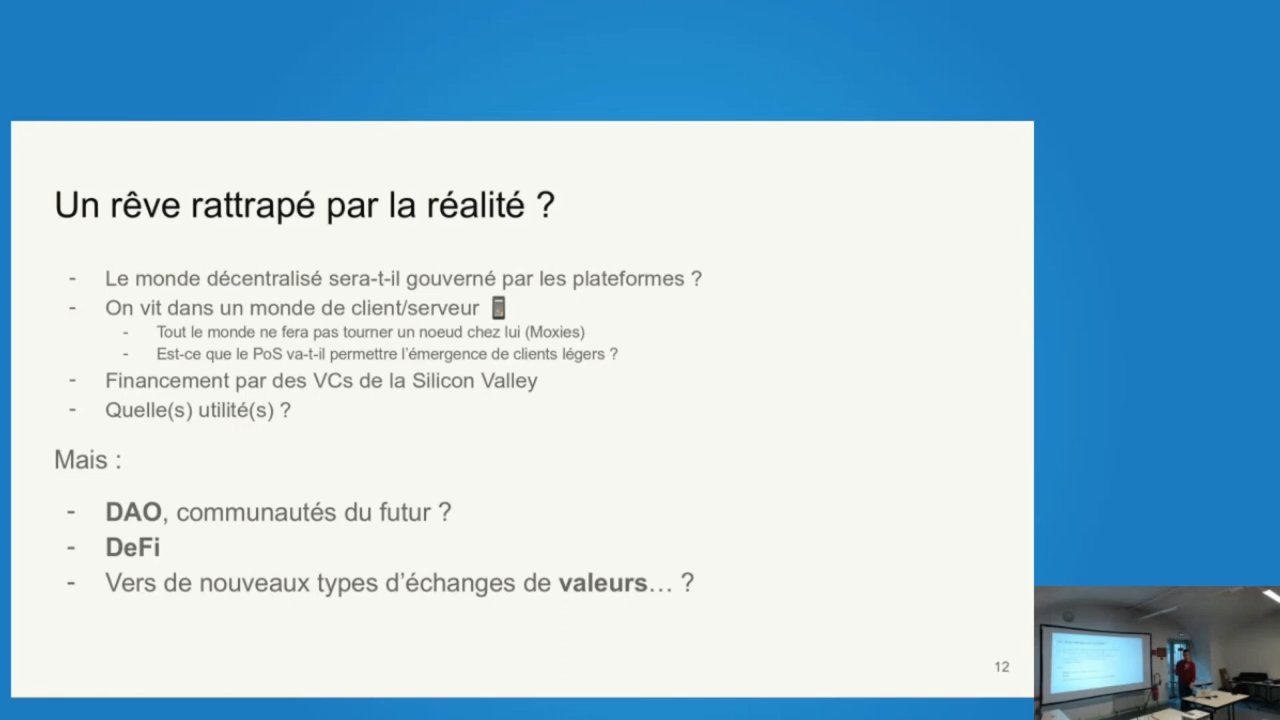 Un rêve rattrapé par la réalité ?
- Le monde décentralisé sera-t-il gouverné par les plateformes ?
- On vit dans un monde de client/serveur
- Tout le monde ne fera pas tourner un noeud chez lui (Moxies)
- Est-ce que le PoS va-t-il permettre l'émergence de clients légers ?
- Financement par des VCs de la Silicon Valley
- Quelle(s) utilité(s) ?
Mais :
- DAO, communautés du futur ?
- DeFi
- Vers de nouveaux types d'échanges de valeurs… ?
12